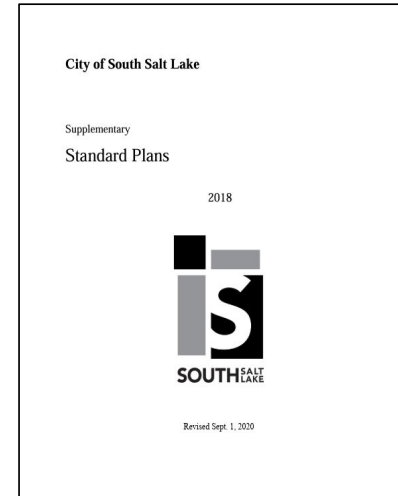 City of South Salt Lake
Supplementary
Standard Plans
2018
S
SOUTH SALT LAKE
Revised Sept. 1, 2020